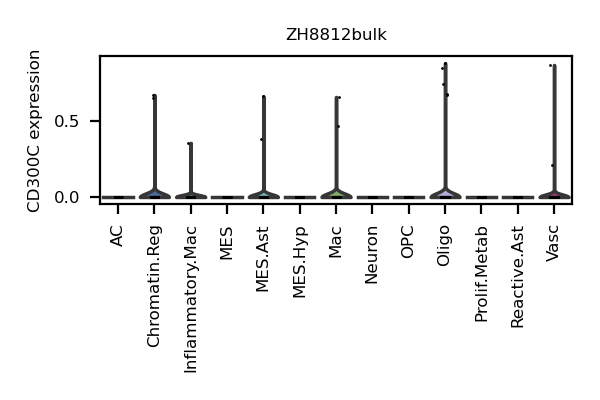 ZH8812bulk
CD300C expression
0.5
0.0
AC
Chromatin.Reg
Inflammatory.Mac
MES
MES.Ast
MES.Hyp
Mac
Neuron
OPC
Oligo
Prolif.Metab
Reactive.Ast
Vasc